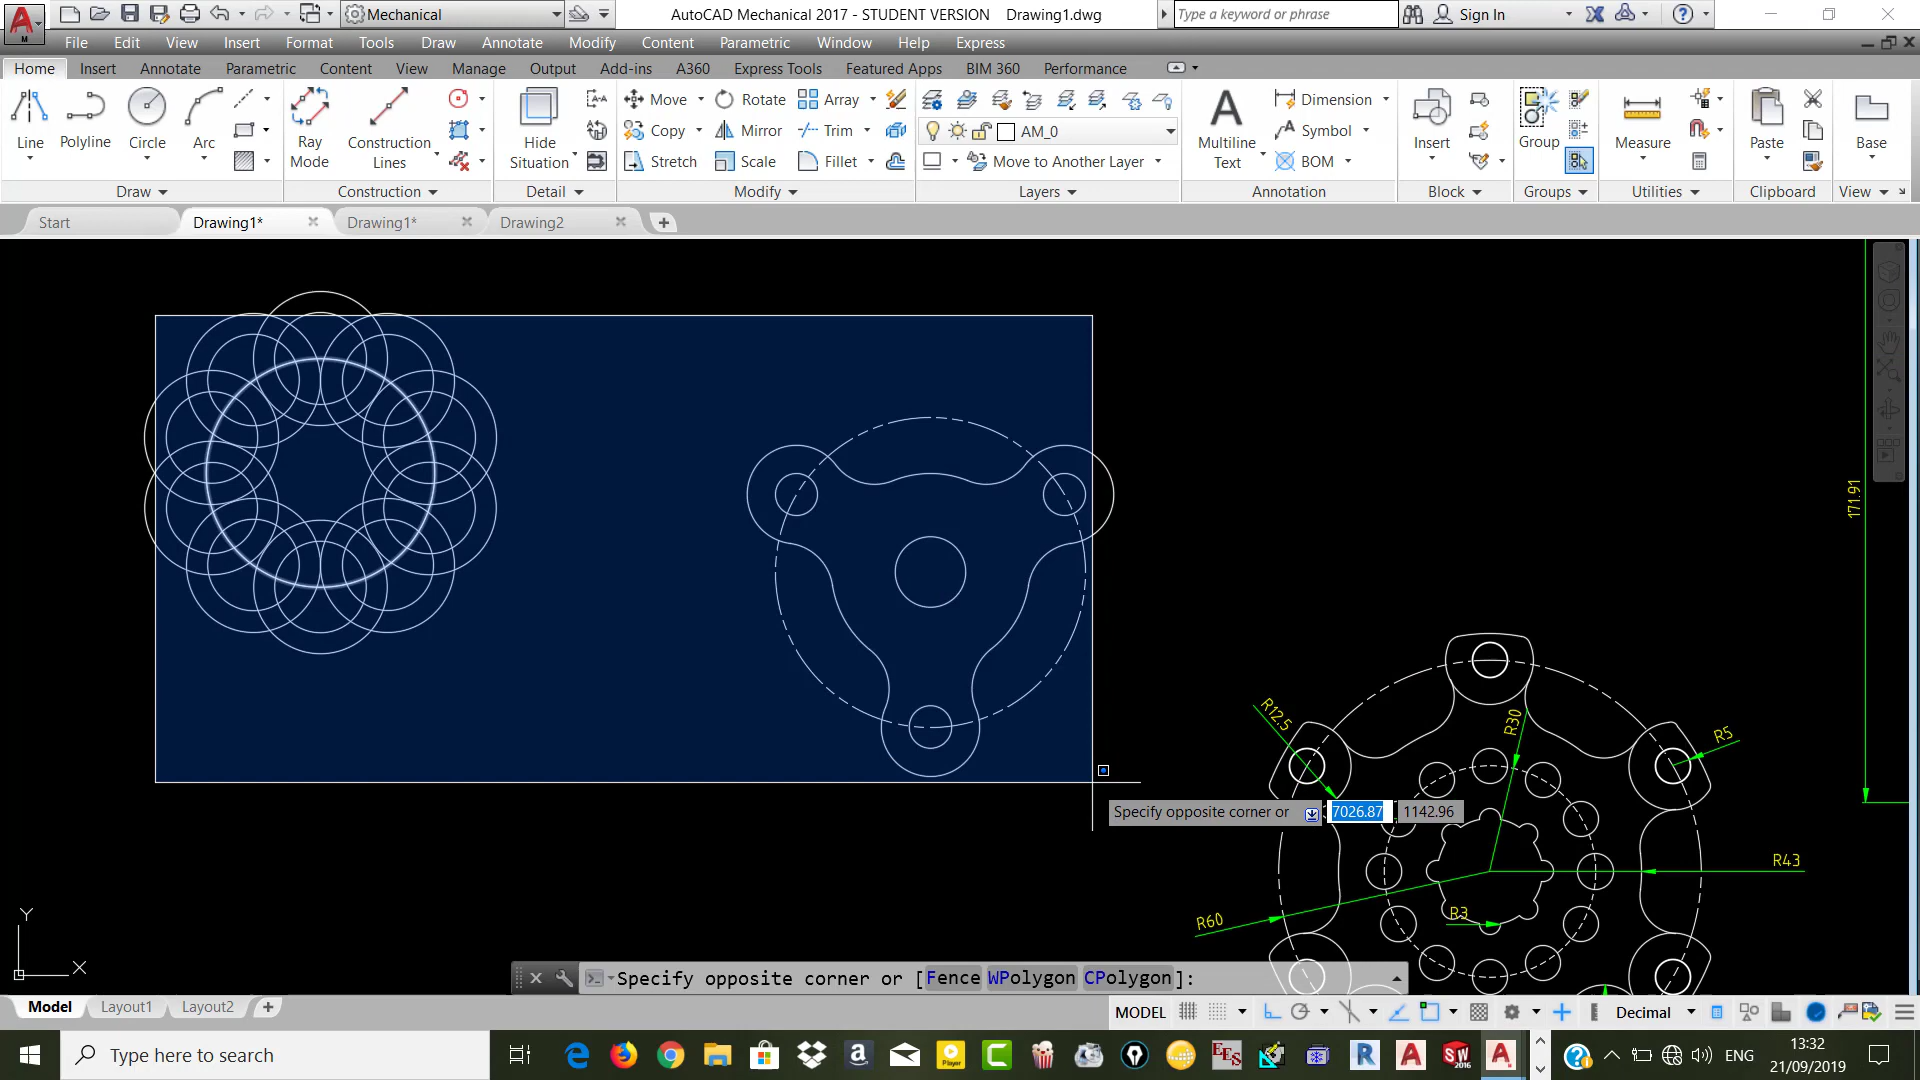 Mechanical
AutoCAD Mechanical 2017 - STUDENT VERSION Drawing1.dwg
Type a keyword or phrase
Sign In
File Edit View Insert Format Tools Draw Annotate Modify Content Parametric Window Help Express
Home Insert Annotate Parametric Content View Manage Output Add-ins A360 Express Tools Featured Apps BIM 360 Performance
Move Rotate Array
AM_0
Dimension
Copy Mirror Trim
Symbol
Line Polyline Circle Arc
Ray Mode
Construction Lines
Hide Situation
Stretch Scale Fillet
Move to Another Layer
Multiline Text
BOM
Insert
Group
Measure
Paste
Base
Draw Construction Detail Modify Layers Annotation Block Groups Utilities Clipboard View
Start Drawing1* Drawing1* Drawing2
171.91
R12.5
R30
R5
Specify opposite corner or 7026.87 1142.96
R43
R3
R60
Y
X
Specify opposite corner or [Fence WPolygon CPolygon]:
Model Layout1 Layout2
MODEL
Decimal
Type here to search
ENG
13:32
21/09/2019